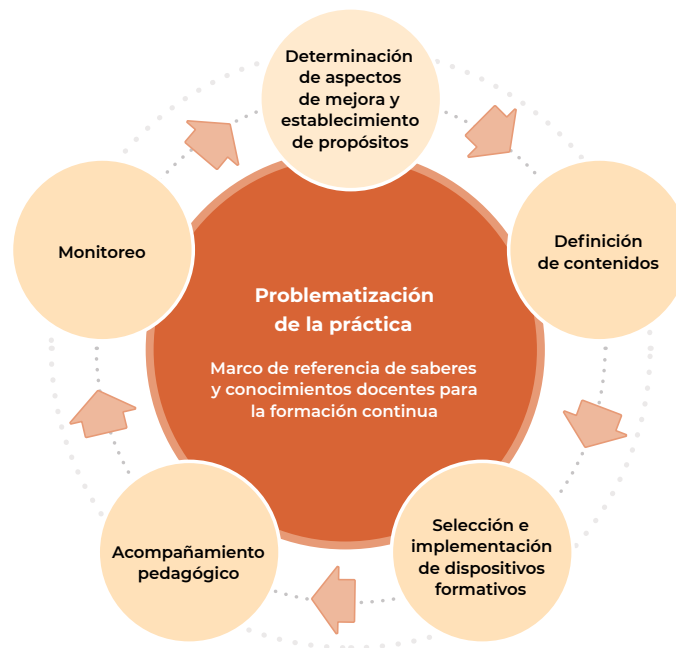 Determinación
de aspectos
de mejora y
establecimiento
de propósitos
Definición
de contenidos
Selección e
implementación
de dispositivos
formativos
Acompañamiento
pedagógico
Monitoreo
Problematización
de la práctica
Marco de referencia de saberes
y conocimientos docentes para
la formación continua